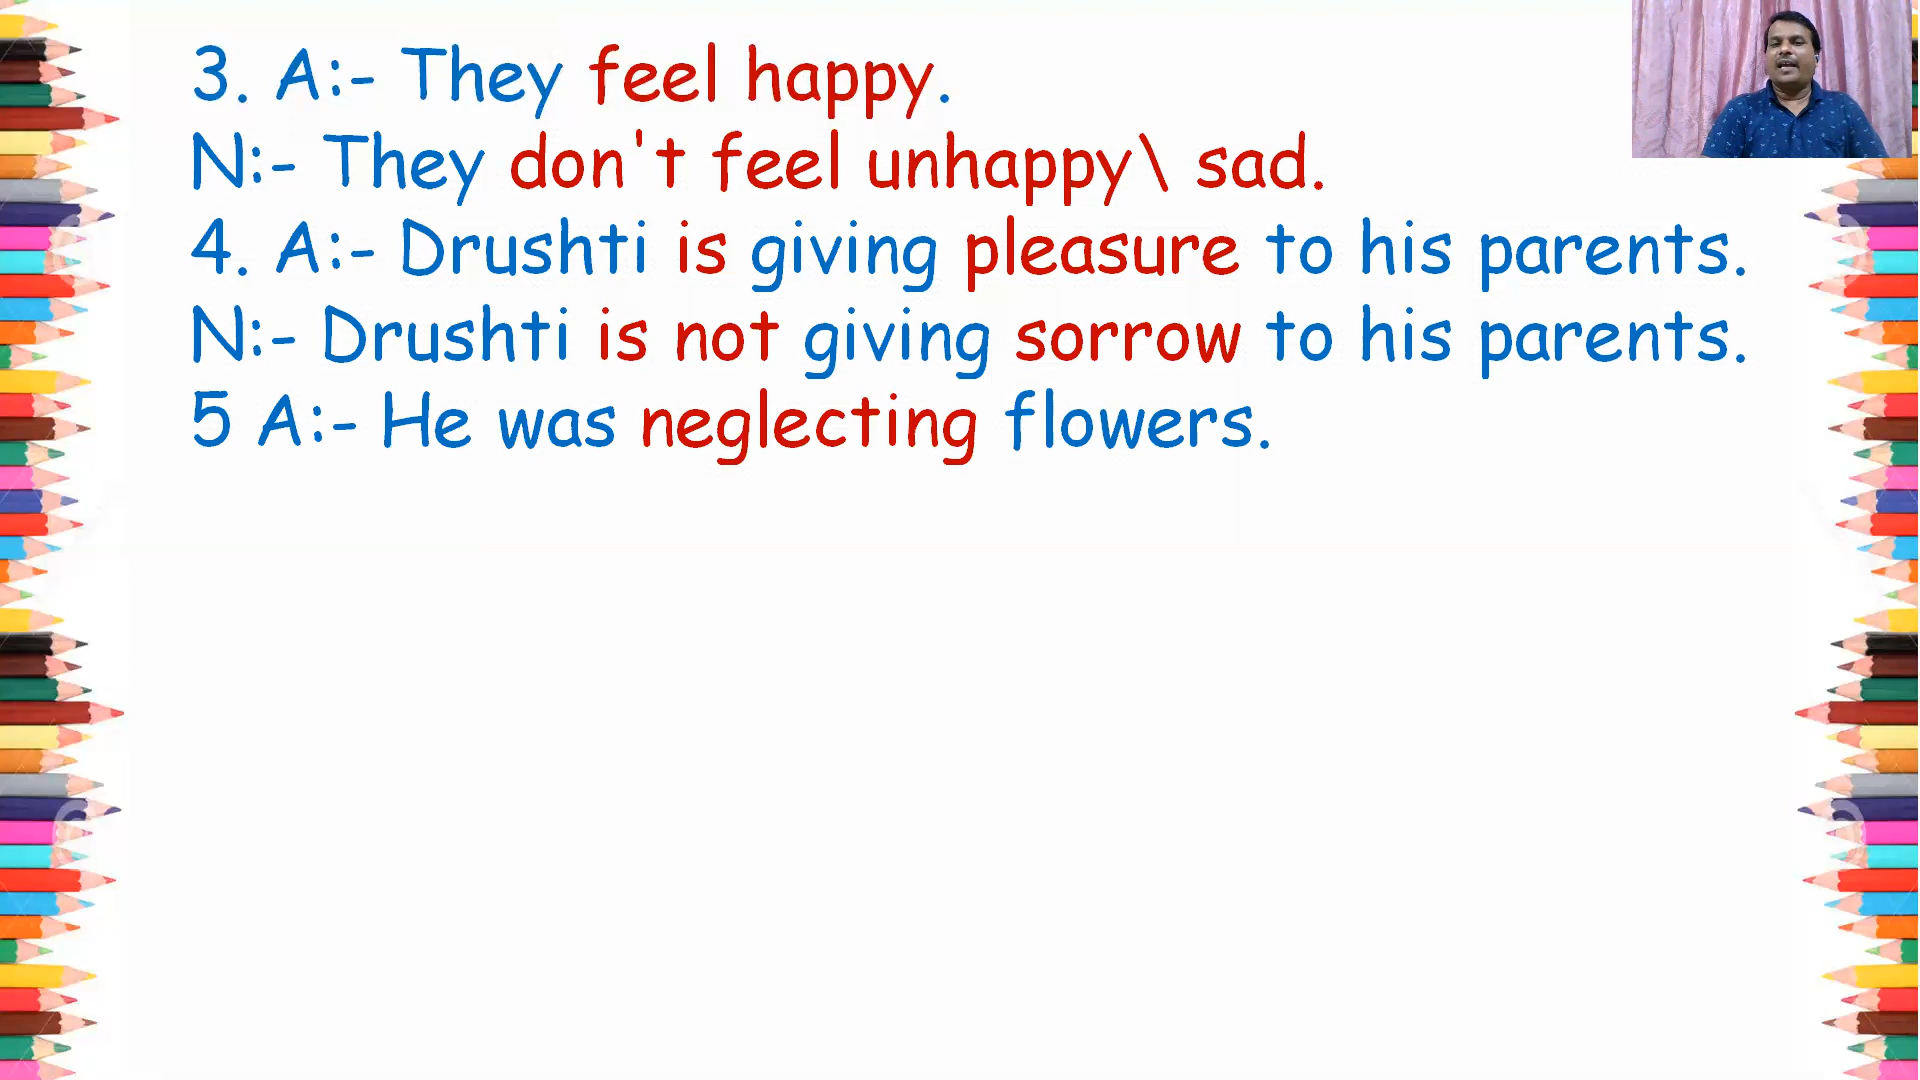 3. A:- They feel happy.
N:- They don't feel unhappy\ sad.
4. A:- Drushti is giving pleasure to his parents.
N:- Drushti is not giving sorrow to his parents.
5 A:- He was neglecting flowers.